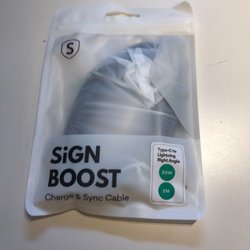 S
SiGN
BOOST
Charge & Sync Cable
Type-C to
Lightning
Right Angle
20W
2M